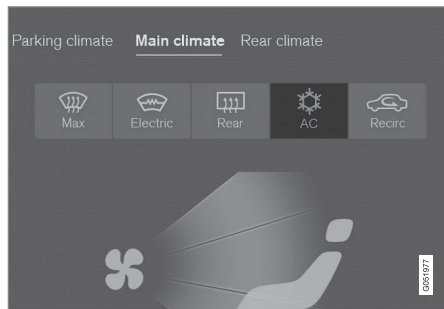 Parking climate Main climate Rear climate
Max Electric Rear AC Recirc
G051977